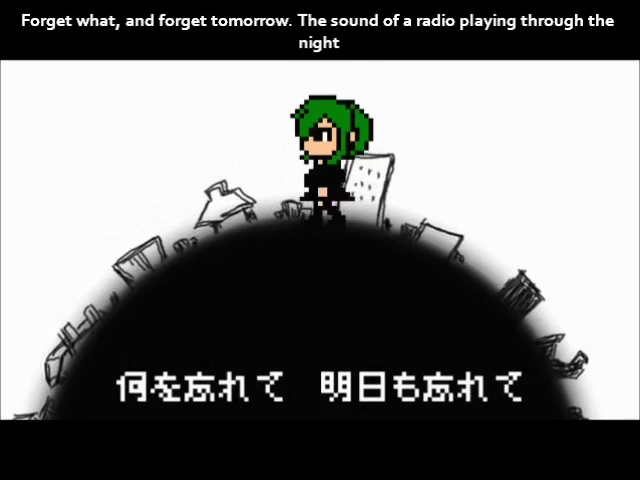 Forget what, and forget tomorrow. The sound of a radio playing through the
night
何を忘れて　明日も忘れて